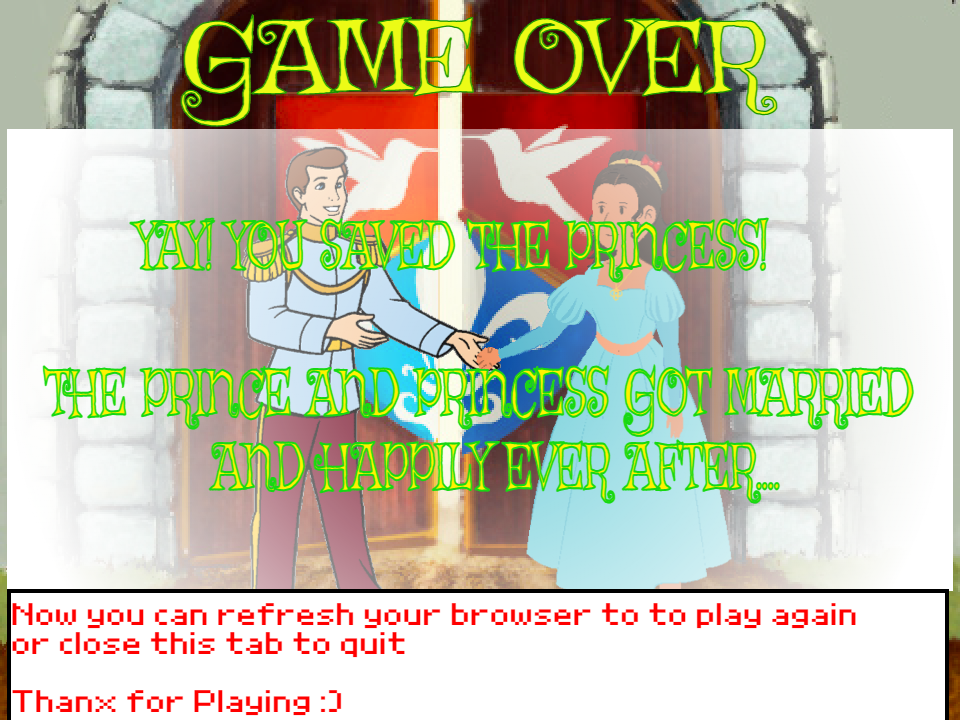 GAME OVER
YAY! YOU SAVED THE PRINCESS!
THE PRINCE AND PRINCESS GOT MARRIED
AND HAPPILY EVER AFTER....
Now you can refresh your browser to to play again
or close this tab to quit
Thanx for Playing :)